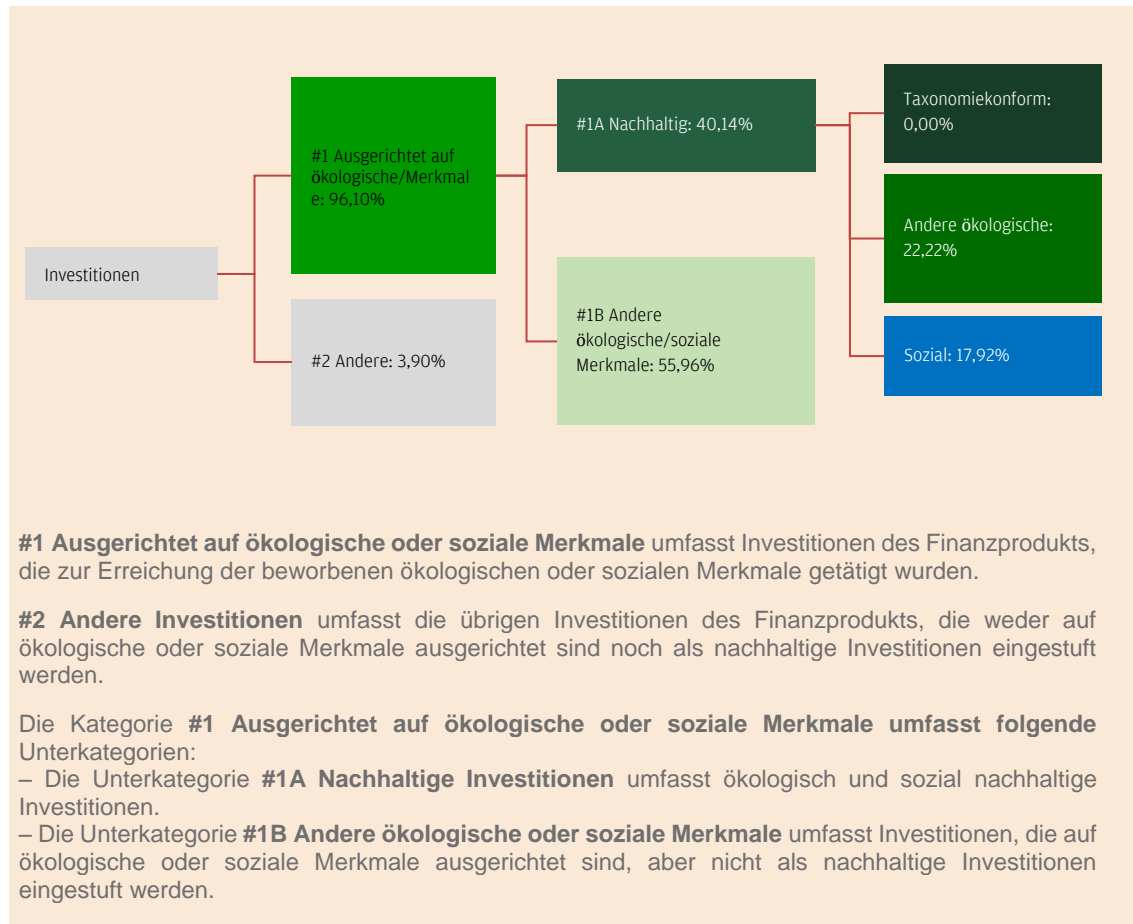 Investitionen
#1 Ausgerichtet auf
ökologische/Merkmal
e: 96,10%
#2 Andere: 3,90%
#1A Nachhaltig: 40,14%
#1B Andere
ökologische/soziale
Merkmale: 55,96%
Taxonomiekonform:
0,00%
Andere ökologische:
22,22%
Sozial: 17,92%
#1 Ausgerichtet auf ökologische oder soziale Merkmale umfasst Investitionen des Finanzprodukts,
die zur Erreichung der beworbenen ökologischen oder sozialen Merkmale getätigt wurden.
#2 Andere Investitionen umfasst die übrigen Investitionen des Finanzprodukts, die weder auf
ökologische oder soziale Merkmale ausgerichtet sind noch als nachhaltige Investitionen eingestuft
werden.
Die Kategorie #1 Ausgerichtet auf ökologische oder soziale Merkmale umfasst folgende
Unterkategorien:
– Die Unterkategorie #1A Nachhaltige Investitionen umfasst ökologisch und sozial nachhaltige
Investitionen.
– Die Unterkategorie #1B Andere ökologische oder soziale Merkmale umfasst Investitionen, die auf
ökologische oder soziale Merkmale ausgerichtet sind, aber nicht als nachhaltige Investitionen
eingestuft werden.